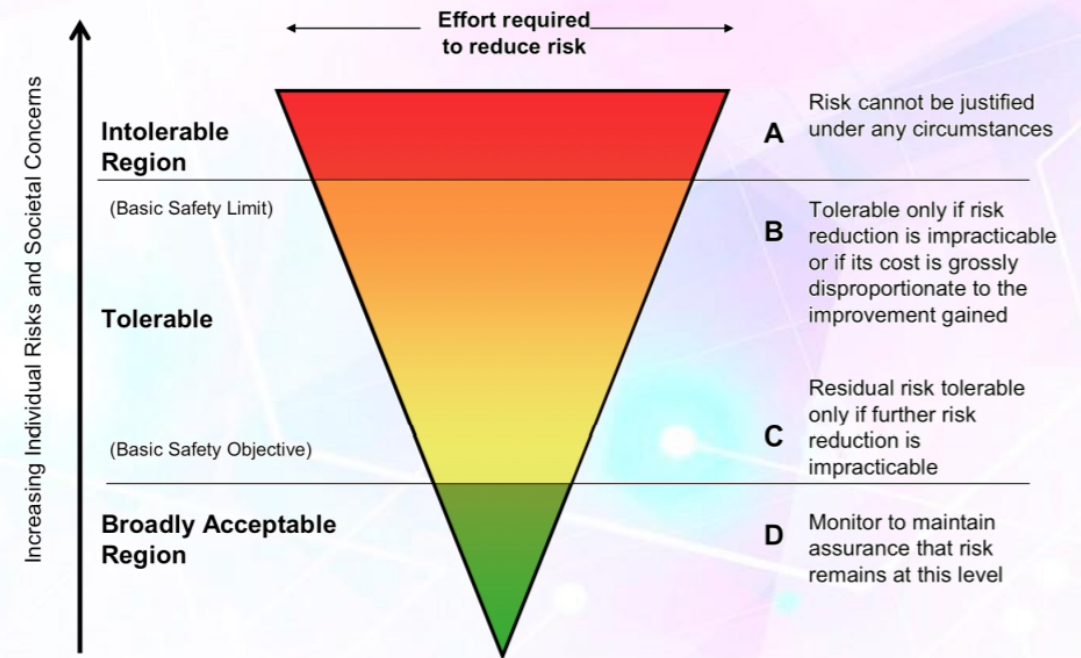 Effort required
to reduce risk
Increasing Individual Risks and Societal Concerns
Intolerable
Region
A
Risk cannot be justified
under any circumstances
(Basic Safety Limit)
B
Tolerable only if risk
reduction is impracticable
or if its cost is grossly
disproportionate to the
improvement gained
Tolerable
(Basic Safety Objective)
C
Residual risk tolerable
only if further risk
reduction is
impracticable
Broadly Acceptable
Region
D
Monitor to maintain
assurance that risk
remains at this level